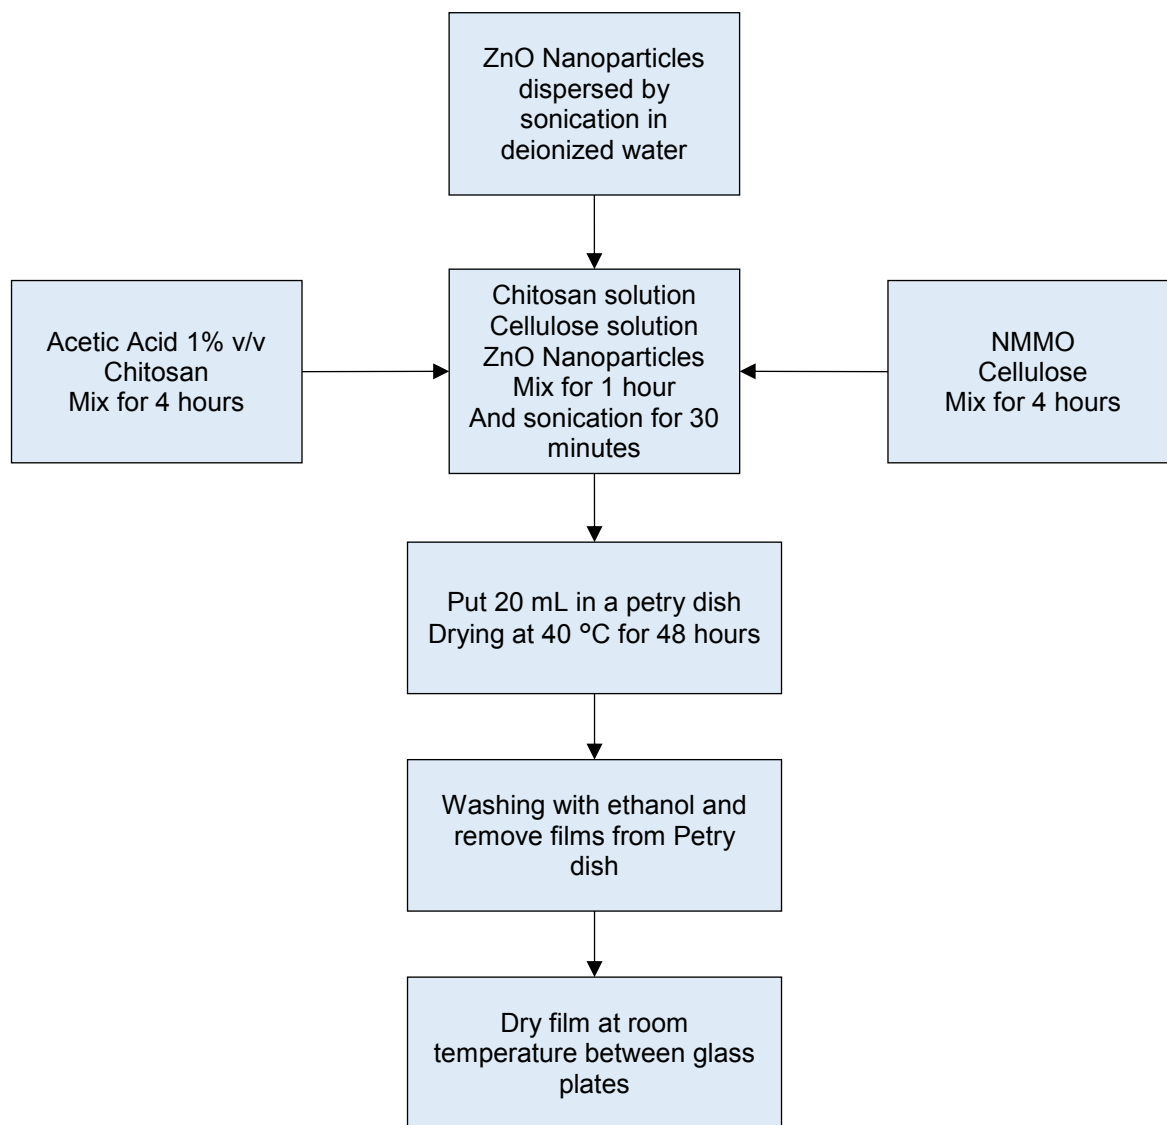 ZnO Nanoparticles
dispersed by
sonication in
deionized water
Acetic Acid 1% v/v
Chitosan
Mix for 4 hours
Chitosan solution
Cellulose solution
ZnO Nanoparticles
Mix for 1 hour
And sonication for 30
minutes
NMMO
Cellulose
Mix for 4 hours
Put 20 mL in a petry dish
Drying at 40 °C for 48 hours
Washing with ethanol and
remove films from Petry
dish
Dry film at room
temperature between glass
plates